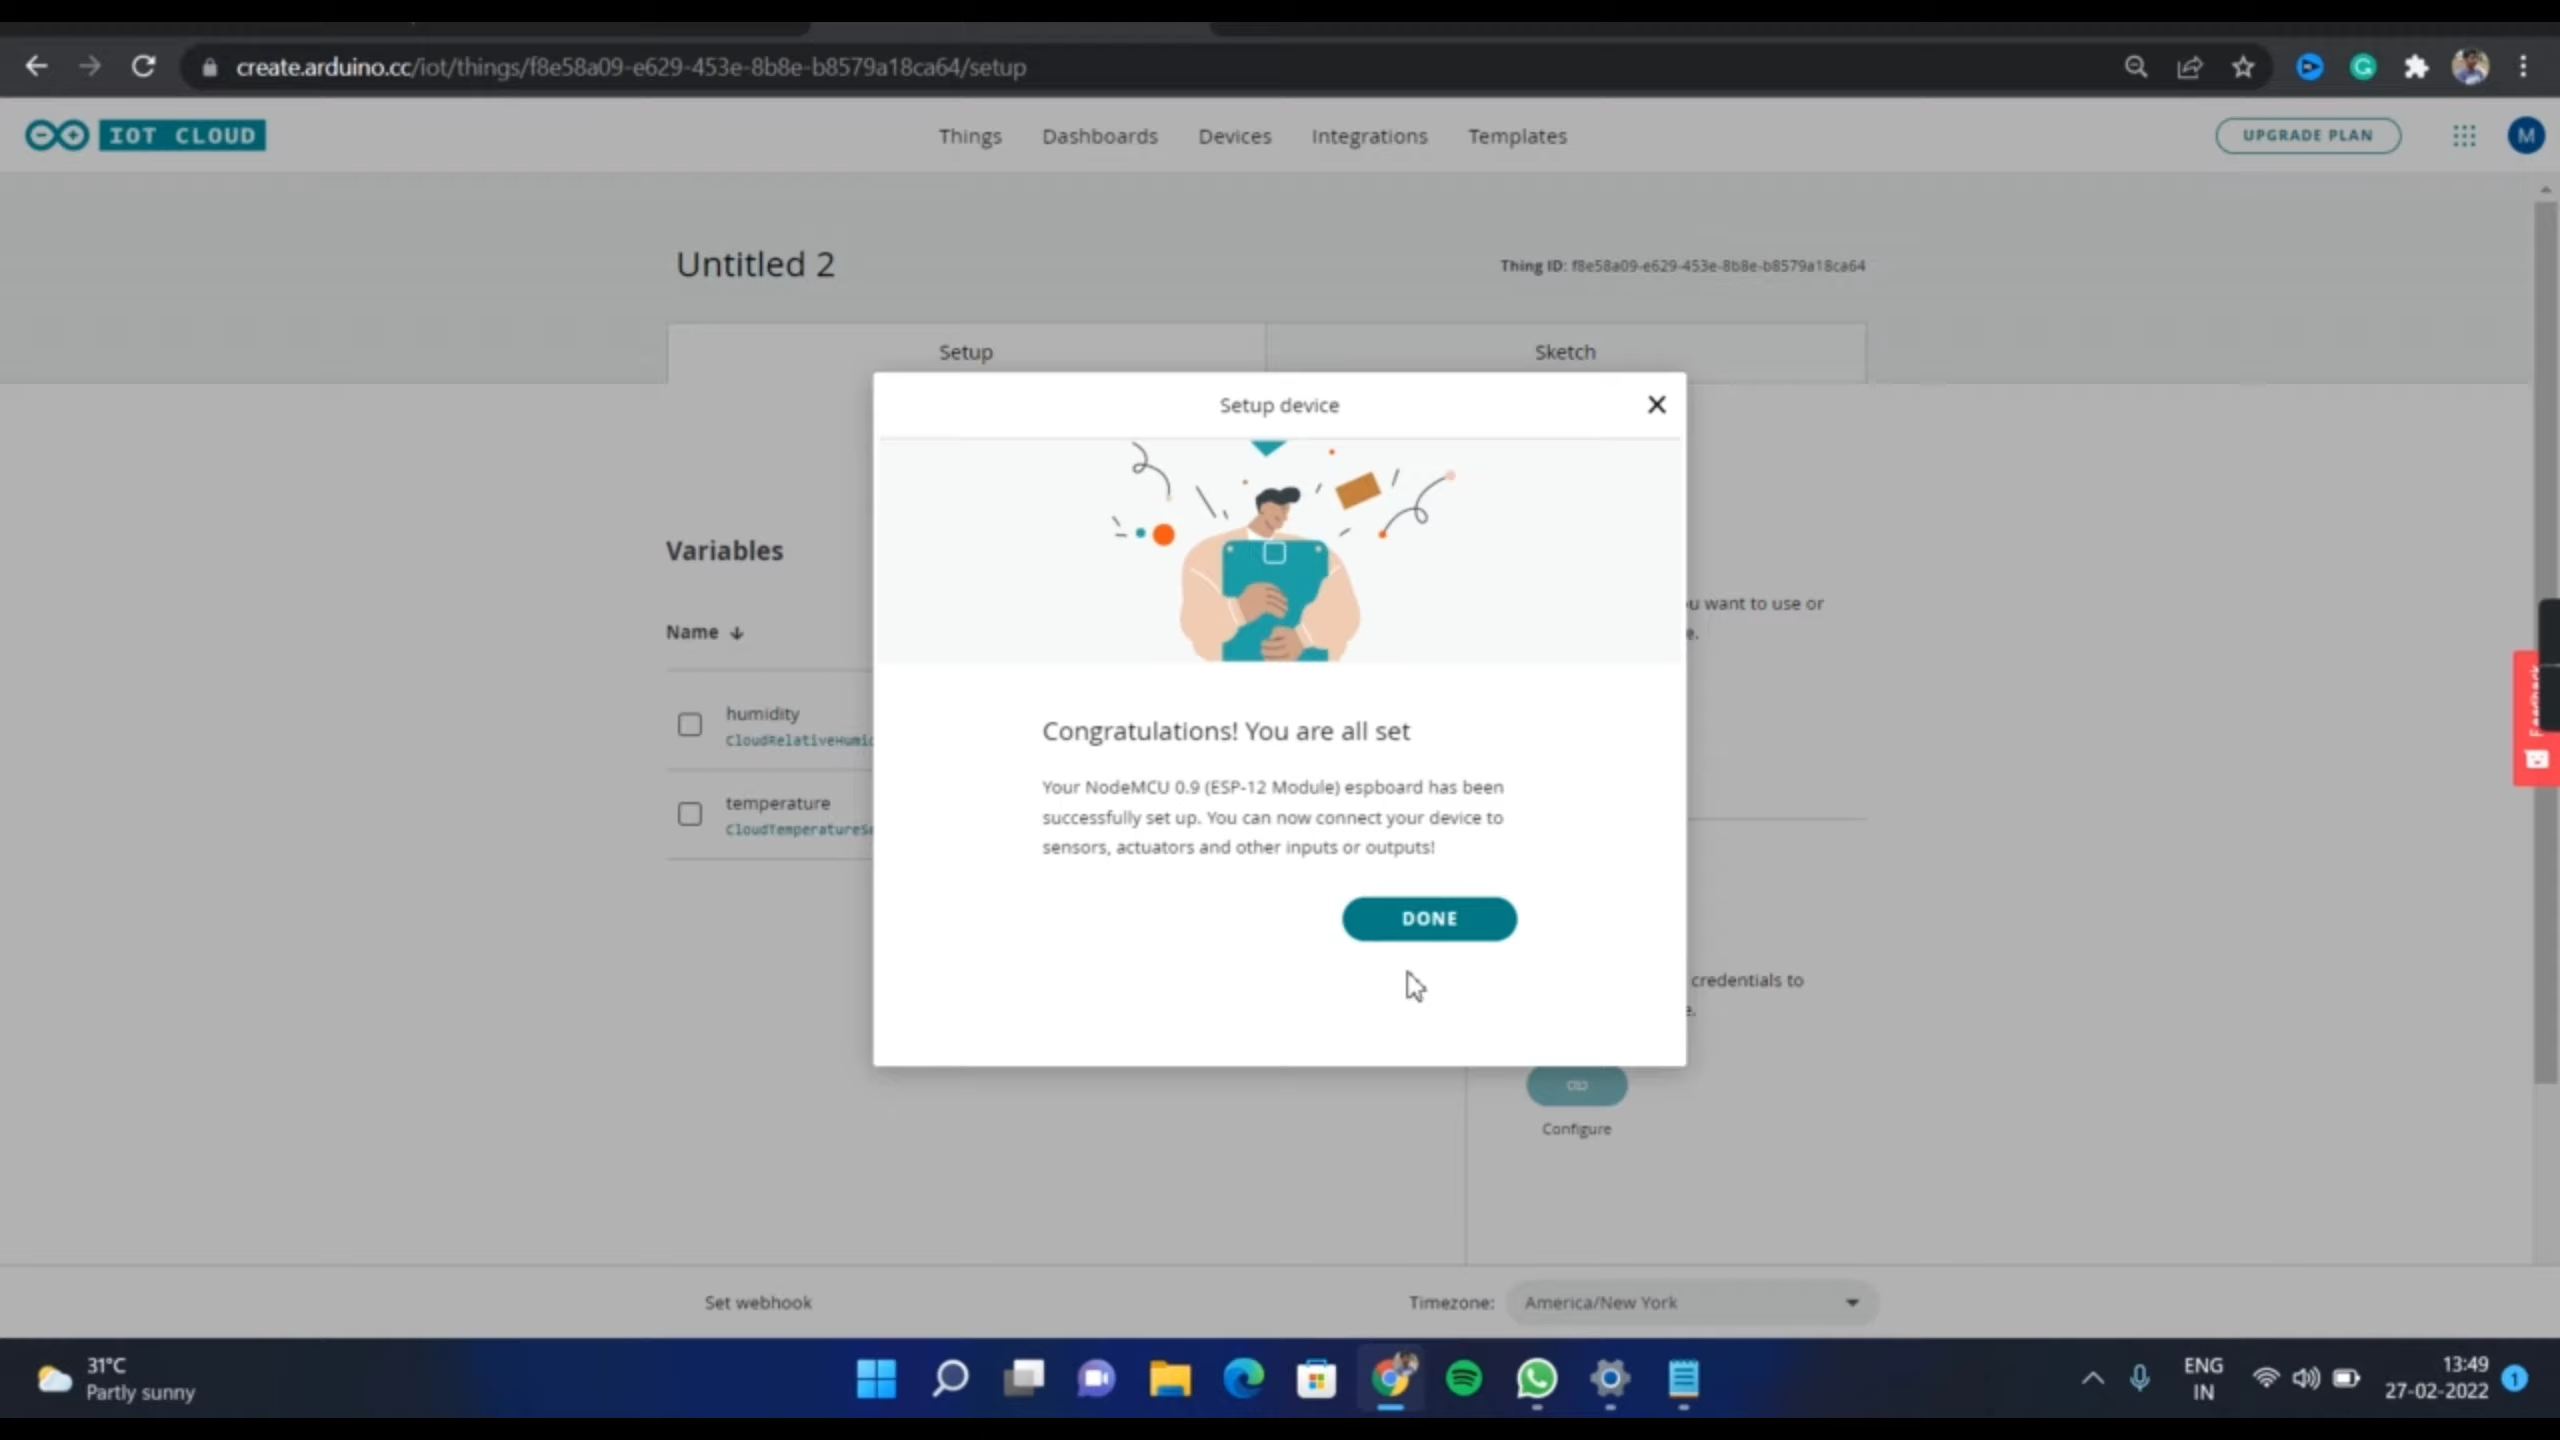 create.arduino.cc/iot/things/f8e58a09-e629-453e-8b8e-b8579a18ca64/setup
IOT CLOUD
Things
Dashboards
Devices
Integrations
Templates
UPGRADE PLAN
M
Untitled 2
Thing ID: f8e58a09-e629-453e-8b8e-b8579a18ca64
Setup
Sketch
Setup device
Variables
u want to use or
e.
Name
humidity
CloudRelativeHumid
temperature
CloudTemperatureSe
Congratulations! You are all set
Your NodeMCU 0.9 (ESP-12 Module) espboard has been
successfully set up. You can now connect your device to
sensors, actuators and other inputs or outputs!
DONE
credentials to
e.
Configure
Feedback
Set webhook
Timezone:
America/New York
31°C
Partly sunny
ENG
IN
13:49
27-02-2022
1